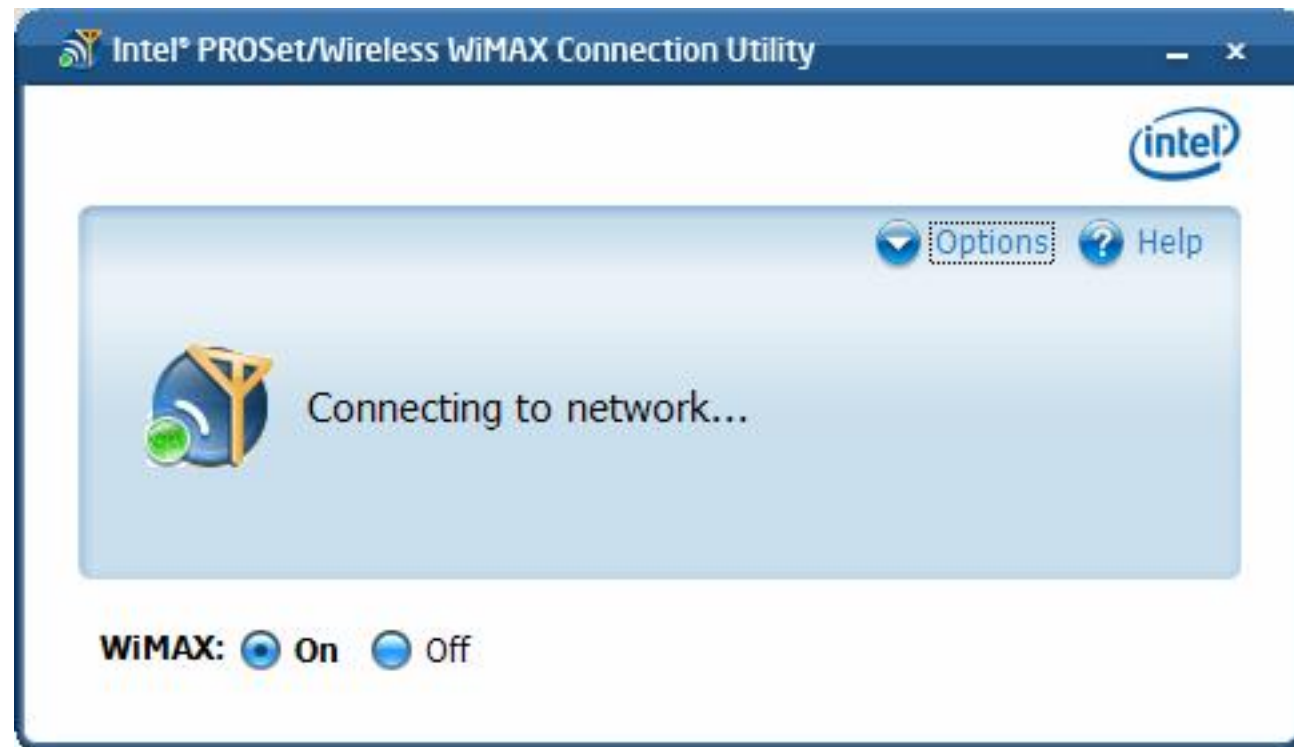 Intel® PROSet/Wireless WiMAX Connection Utility
intel
Options Help
Connecting to network...
WiMAX: On Off